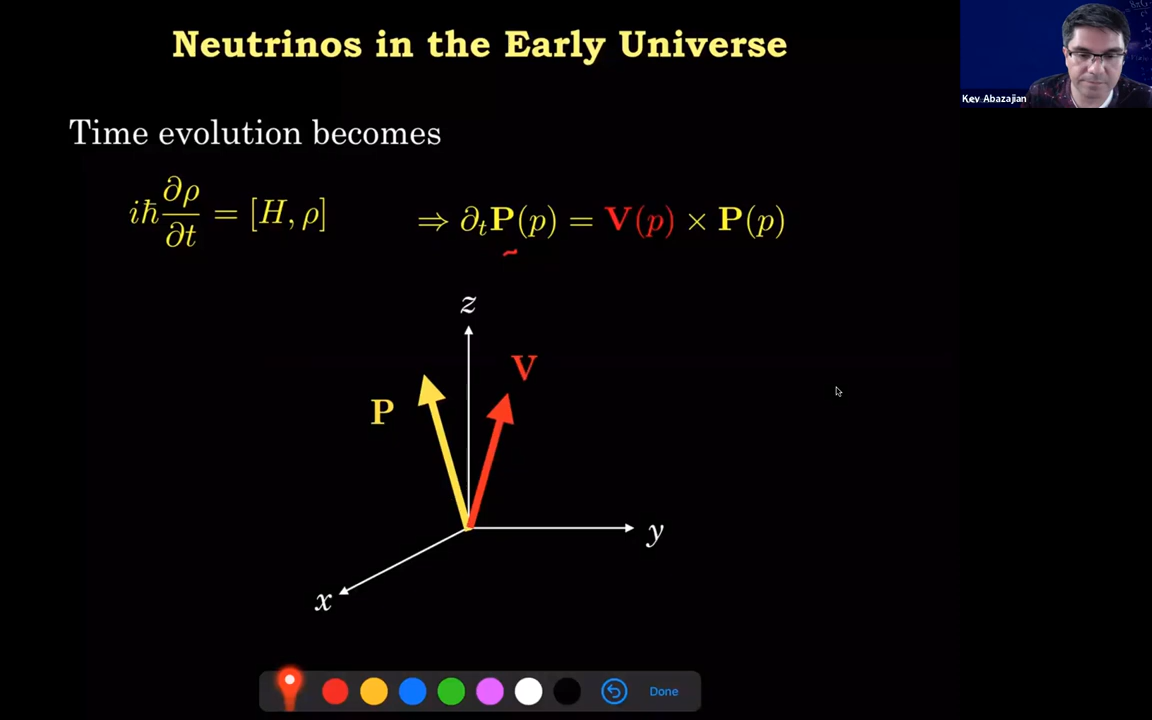 Neutrinos in the Early Universe
Kev Abazajian
Time evolution becomes
iħ ∂ρ/∂t = [H, ρ] ⇒ ∂ₜP(p) = V(p) × P(p)
z
V
P
y
x
Done